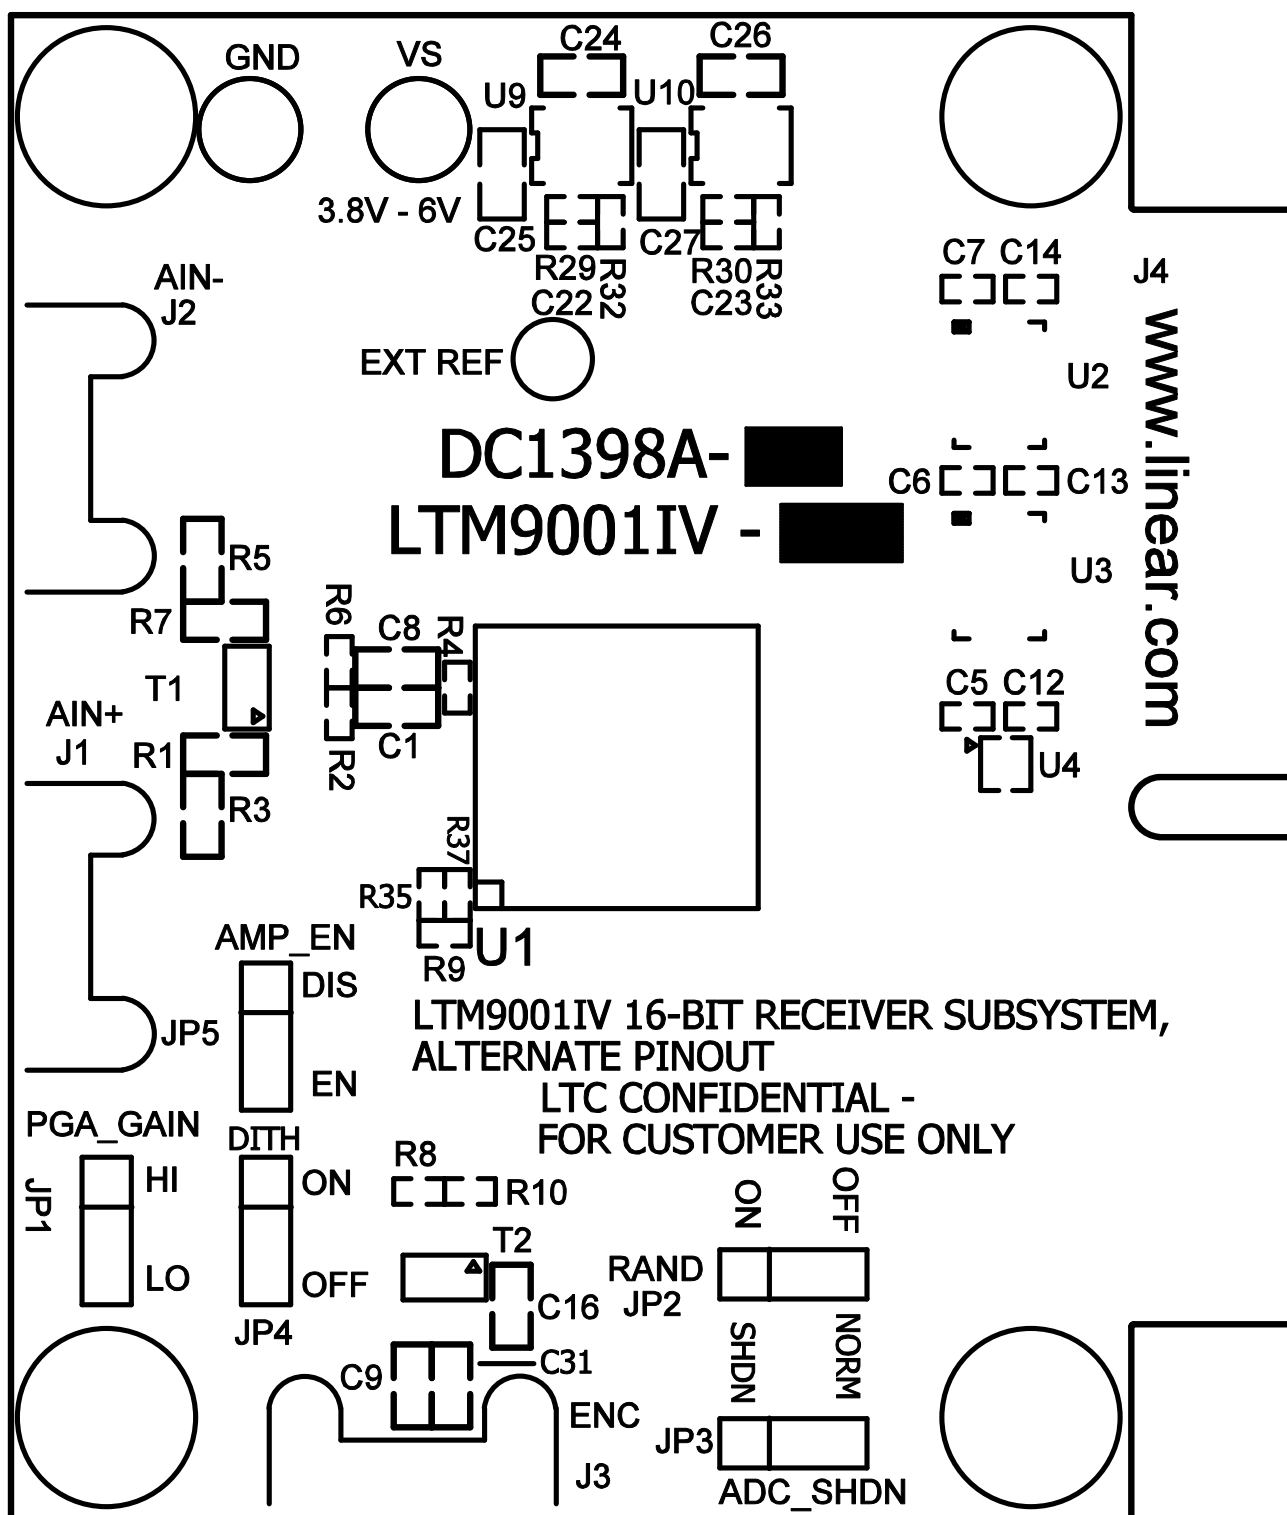 GND
VS
C24
C26
U9
U10
3.8V - 6V
C25
C27
R29
R32
R30
R33
C22
C23
C7
C14
J4
AIN-
J2
EXT REF
U2
www.linear.com
DC1398A-
C6
C13
LTM9001IV -
R5
U3
R7
R6
C8
R4
T1
C5
C12
AIN+
J1
R1
C1
R2
U4
R3
R37
R35
AMP_EN
U1
R9
DIS
LTM9001IV 16-BIT RECEIVER SUBSYSTEM,
JP5
ALTERNATE PINOUT
EN
LTC CONFIDENTIAL -
PGA_GAIN
DITH
FOR CUSTOMER USE ONLY
R8
HI
ON
R10
JP1
ON
OFF
T2
LO
OFF
RAND
C16
JP2
JP4
SHDN
NORM
C9
C31
ENC
JP3
J3
ADC_SHDN